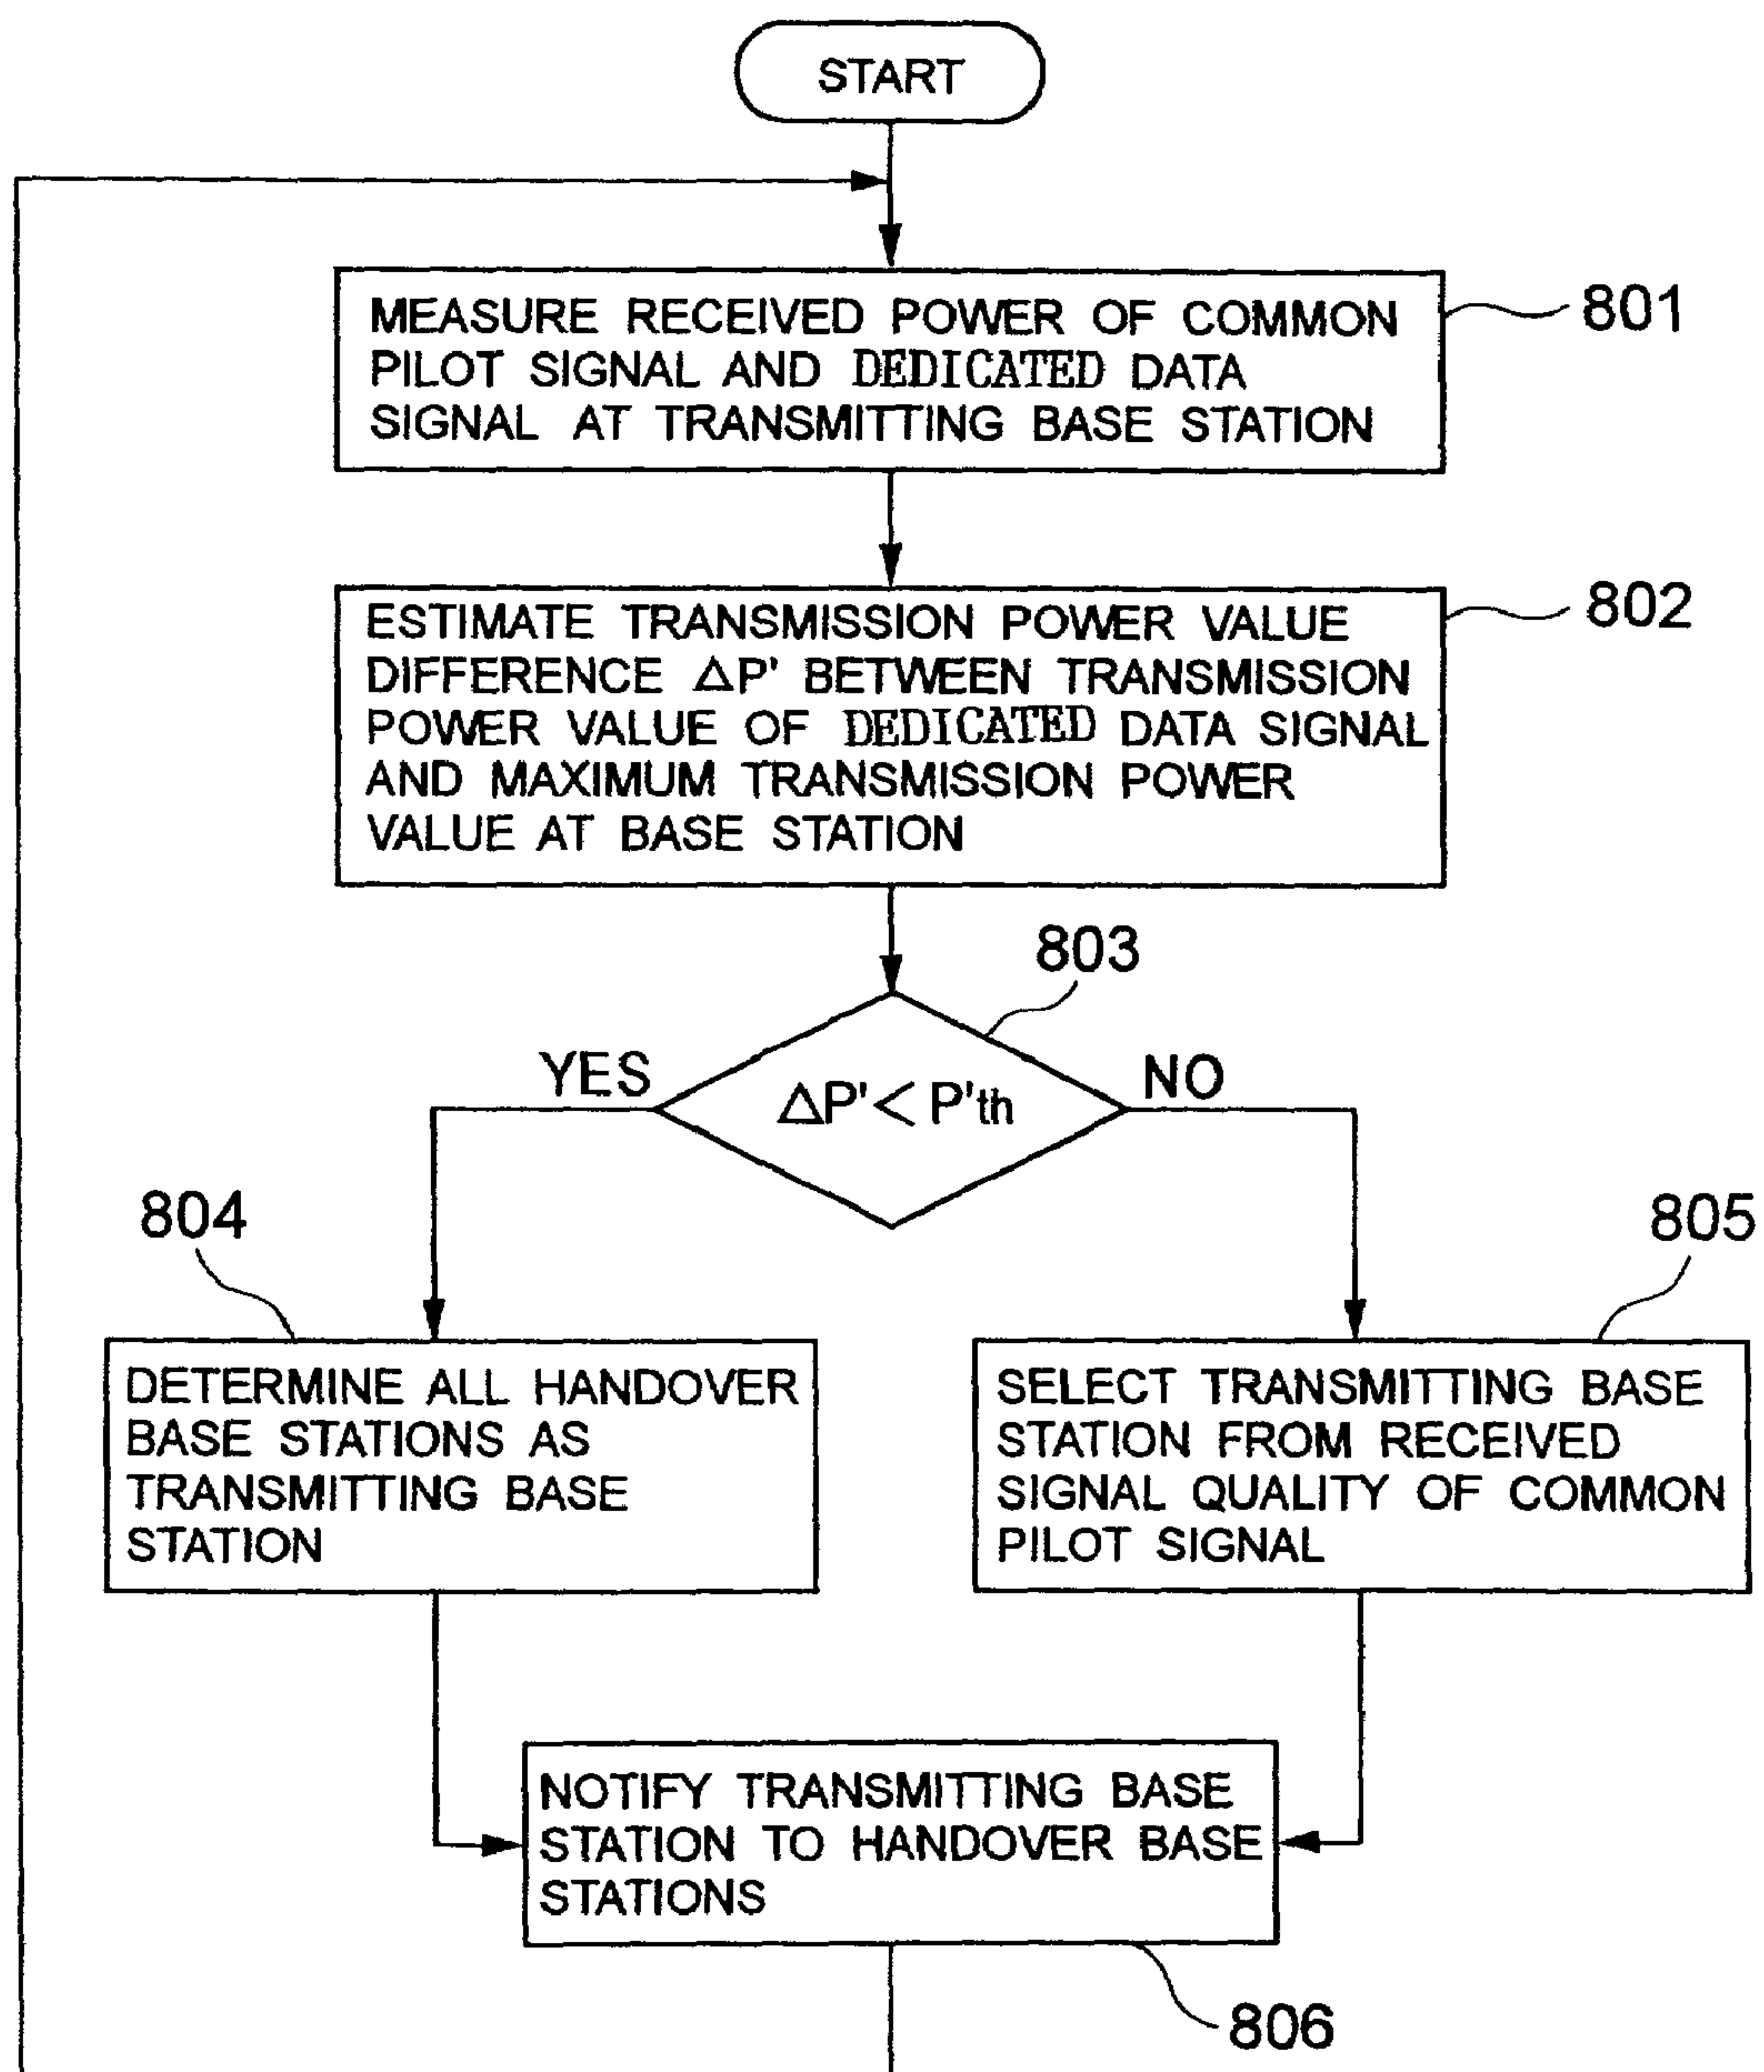 START
MEASURE RECEIVED POWER OF COMMON
PILOT SIGNAL AND DEDICATED DATA
SIGNAL AT TRANSMITTING BASE STATION
801
ESTIMATE TRANSMISSION POWER VALUE
DIFFERENCE △P' BETWEEN TRANSMISSION
POWER VALUE OF DEDICATED DATA SIGNAL
AND MAXIMUM TRANSMISSION POWER
VALUE AT BASE STATION
802
803
YES
△P'< P'th
NO
804
DETERMINE ALL HANDOVER
BASE STATIONS AS
TRANSMITTING BASE
STATION
805
SELECT TRANSMITTING BASE
STATION FROM RECEIVED
SIGNAL QUALITY OF COMMON
PILOT SIGNAL
NOTIFY TRANSMITTING BASE
STATION TO HANDOVER BASE
STATIONS
806